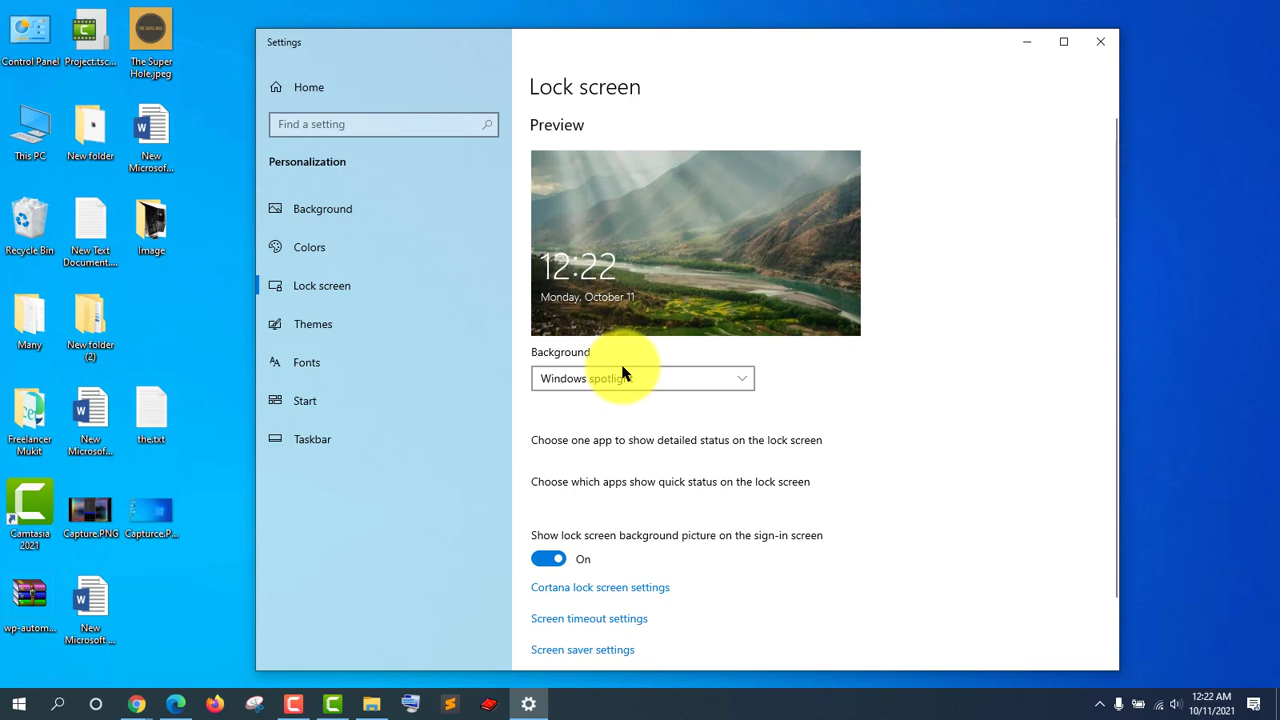 Control Panel
Project.tsc...
The Super
Hole.jpeg
This PC
New folder
New
Microsof...
Recycle Bin
New Text
Document....
Image
Many
New folder
(2)
Freelancer
Mukit
New
Microsof...
the.txt
Camtasia
2021
Capture.PNG
Capturce.P...
wp-autom...
New
Microsoft ...
Settings
Home
Find a setting
Personalization
Background
Colors
Lock screen
Themes
Fonts
Start
Taskbar
Lock screen
Preview
12:22
Monday, October 11
Background
Windows spotlight
Choose one app to show detailed status on the lock screen
Choose which apps show quick status on the lock screen
Show lock screen background picture on the sign-in screen
On
Cortana lock screen settings
Screen timeout settings
Screen saver settings
12:22 AM
10/11/2021